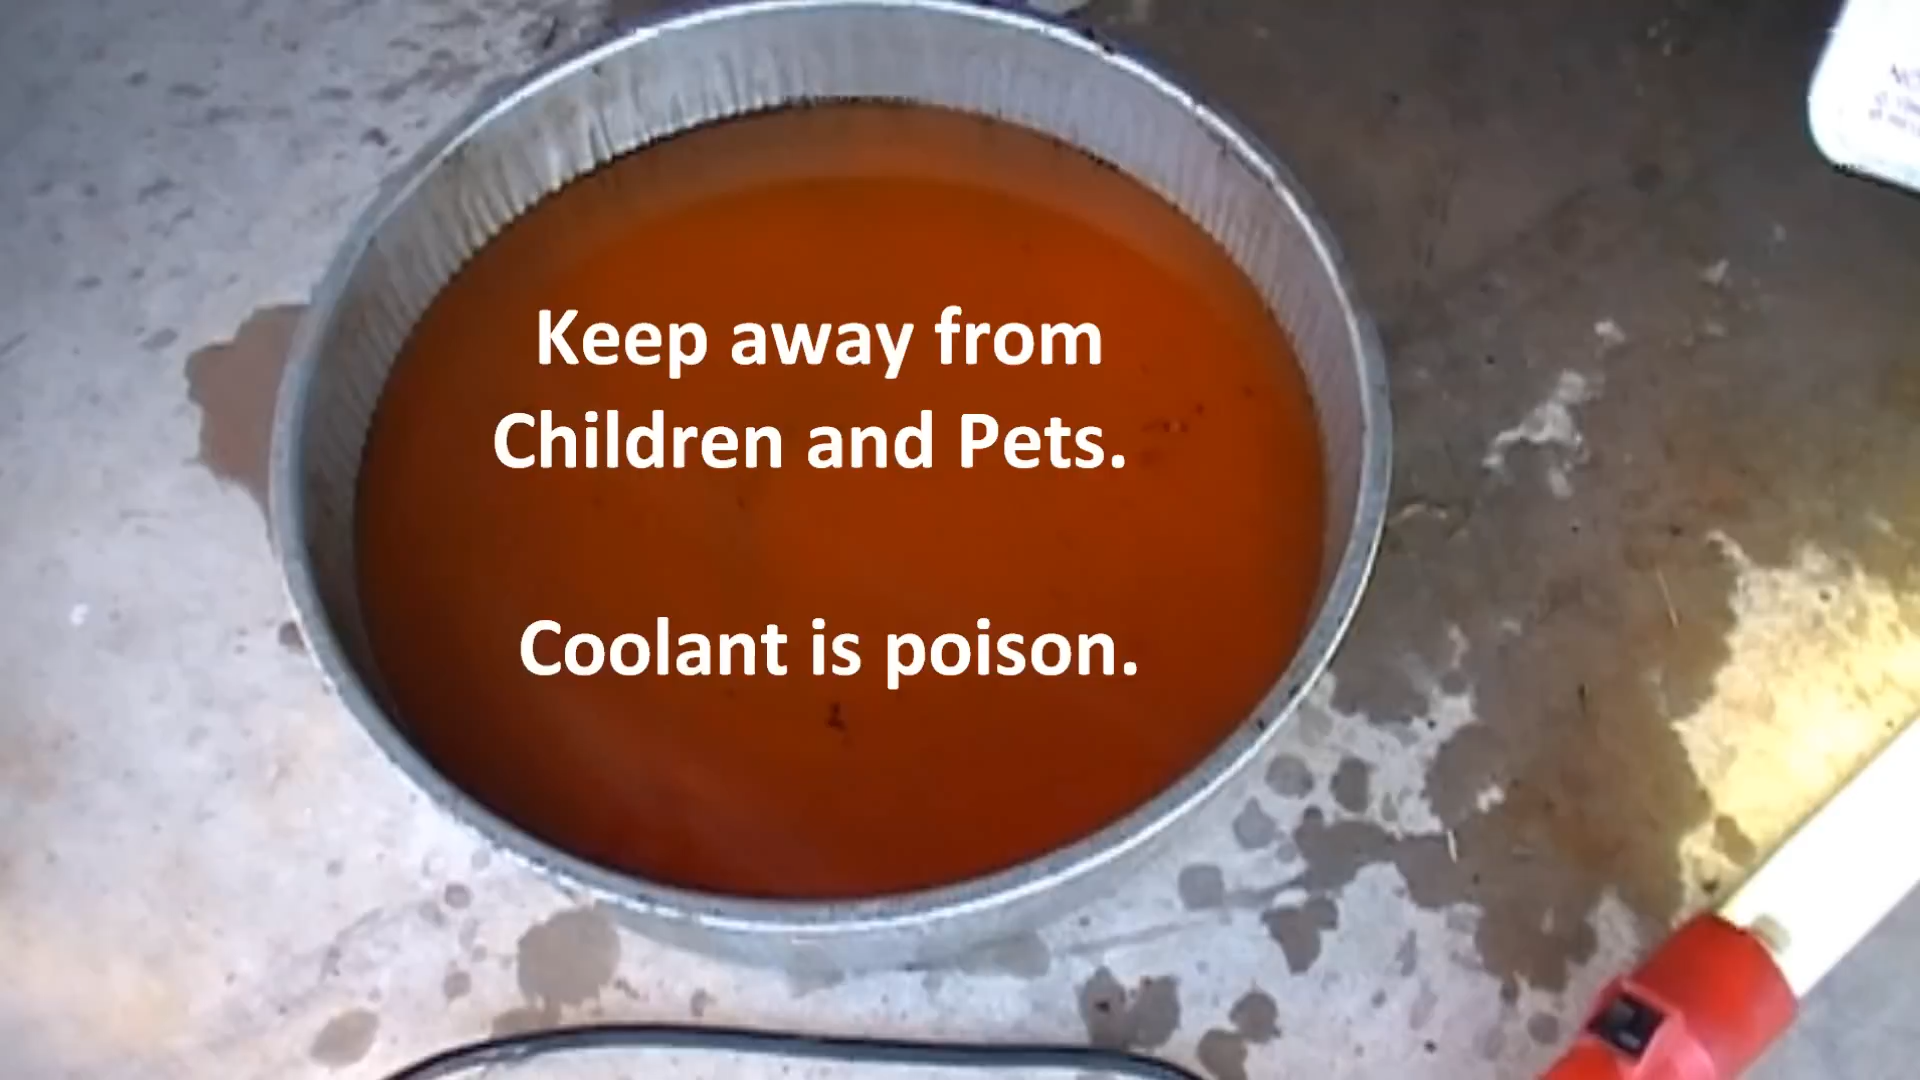 Keep away from
Children and Pets.
Coolant is poison.